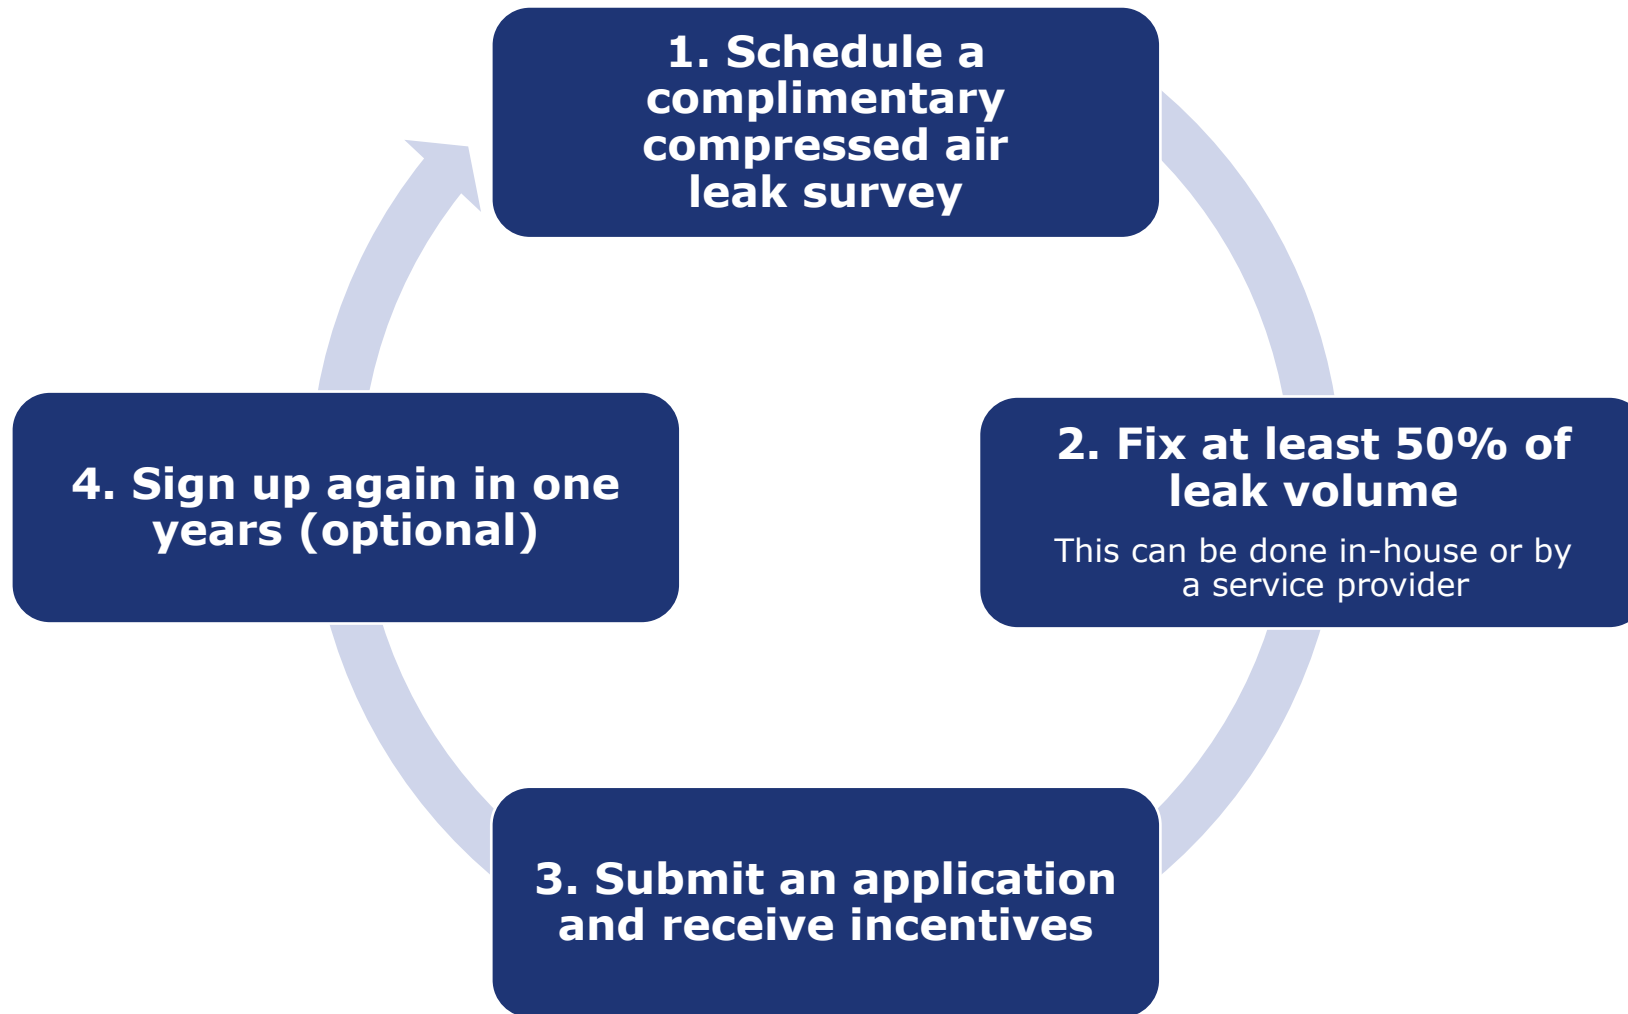 1. Schedule a
complimentary
compressed air
leak survey
2. Fix at least 50% of
leak volume
This can be done in-house or by
a service provider
3. Submit an application
and receive incentives
4. Sign up again in one
years (optional)